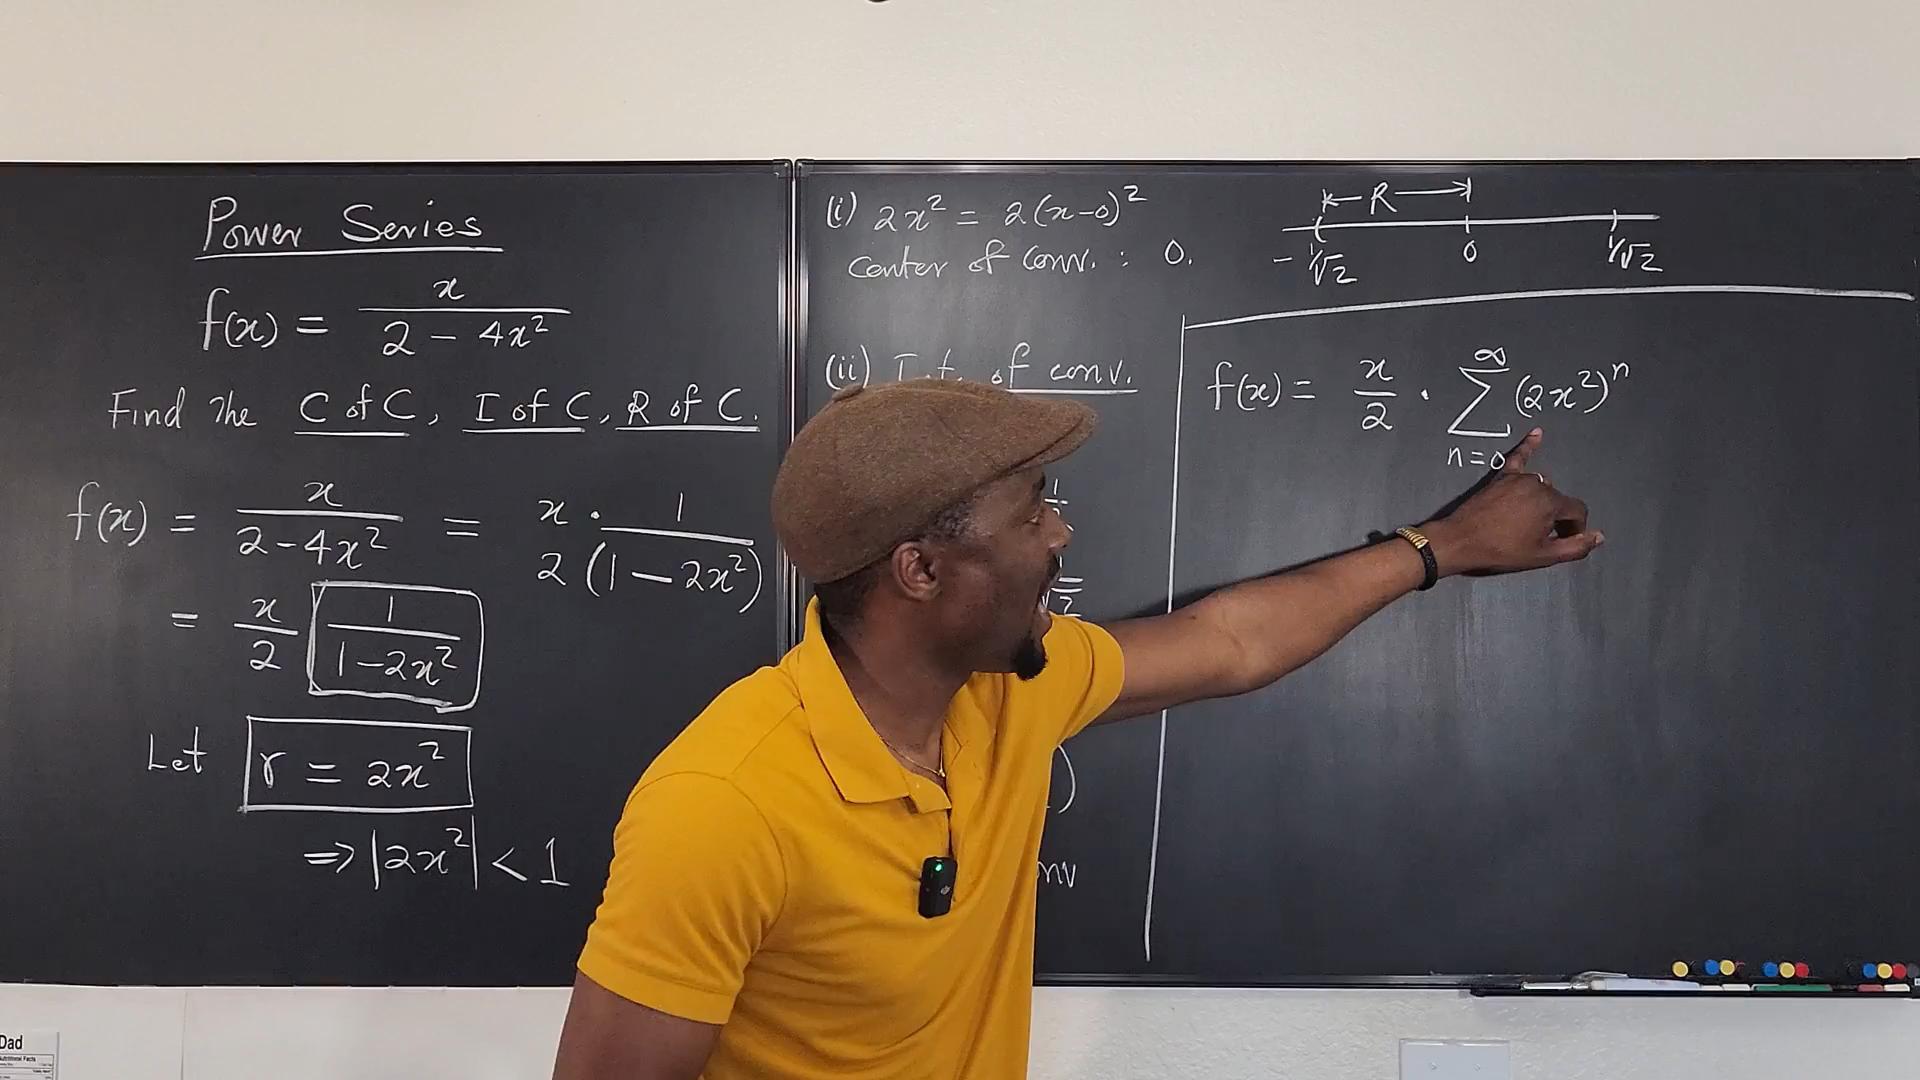 Power Series
f(x) = x / (2 - 4x²)
Find the C of C, I of C, R of C.
f(x) = x / (2-4x²) = x · 1 / 2(1 - 2x²)
= x/2 [1 / (1-2x²)]
Let r = 2x²
⇒ |2x²| < 1
(i) 2x² = 2(x-0)²
Center of conv. : 0.
(ii) Int. of conv.
R
-1/√2 0 1/√2
f(x) = x/2 · ∑_{n=0}^{∞} (2x²)ⁿ
Dad